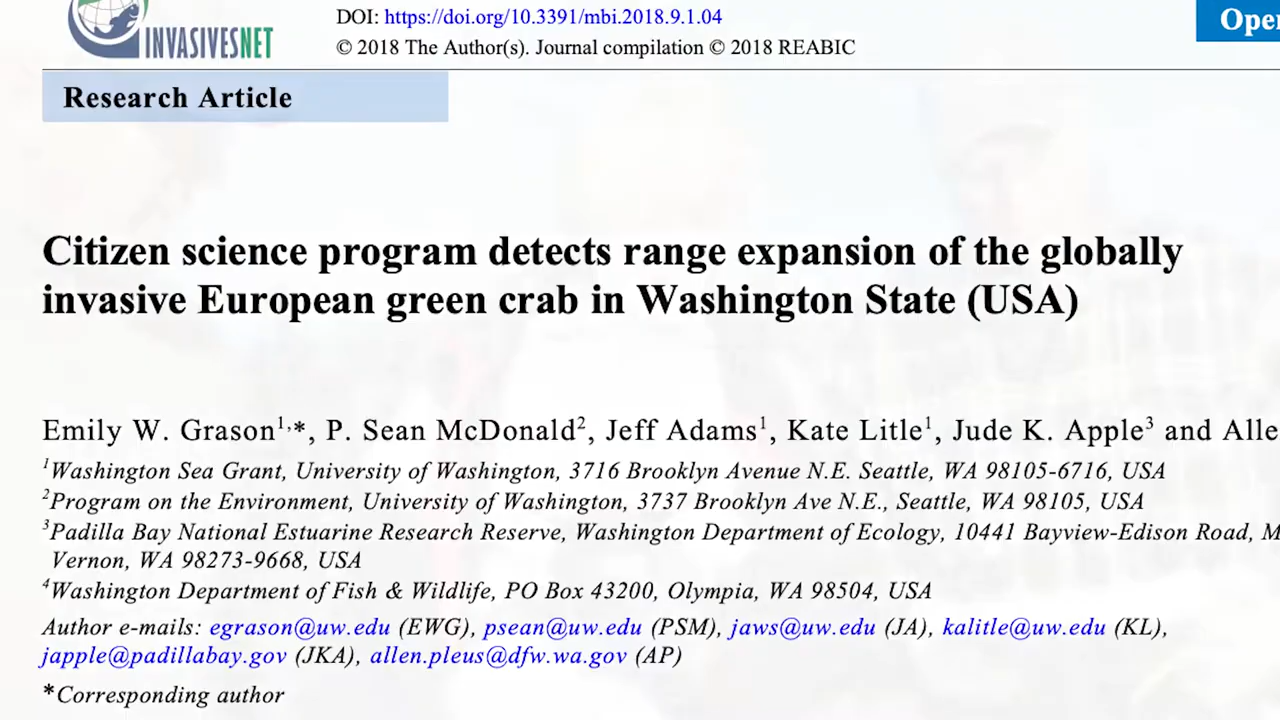 DOI: https://doi.org/10.3391/mbi.2018.9.1.04
© 2018 The Author(s). Journal compilation © 2018 REABIC
INVASIVESNET
Research Article
Citizen science program detects range expansion of the globally
invasive European green crab in Washington State (USA)
Emily W. Grason1,*, P. Sean McDonald2, Jeff Adams1, Kate Litle1, Jude K. Apple3 and Alle
1Washington Sea Grant, University of Washington, 3716 Brooklyn Avenue N.E. Seattle, WA 98105-6716, USA
2Program on the Environment, University of Washington, 3737 Brooklyn Ave N.E., Seattle, WA 98105, USA
3Padilla Bay National Estuarine Research Reserve, Washington Department of Ecology, 10441 Bayview-Edison Road, M
Vernon, WA 98273-9668, USA
4Washington Department of Fish & Wildlife, PO Box 43200, Olympia, WA 98504, USA
Author e-mails: egrason@uw.edu (EWG), psean@uw.edu (PSM), jaws@uw.edu (JA), kalitle@uw.edu (KL),
japple@padillabay.gov (JKA), allen.pleus@dfw.wa.gov (AP)
*Corresponding author